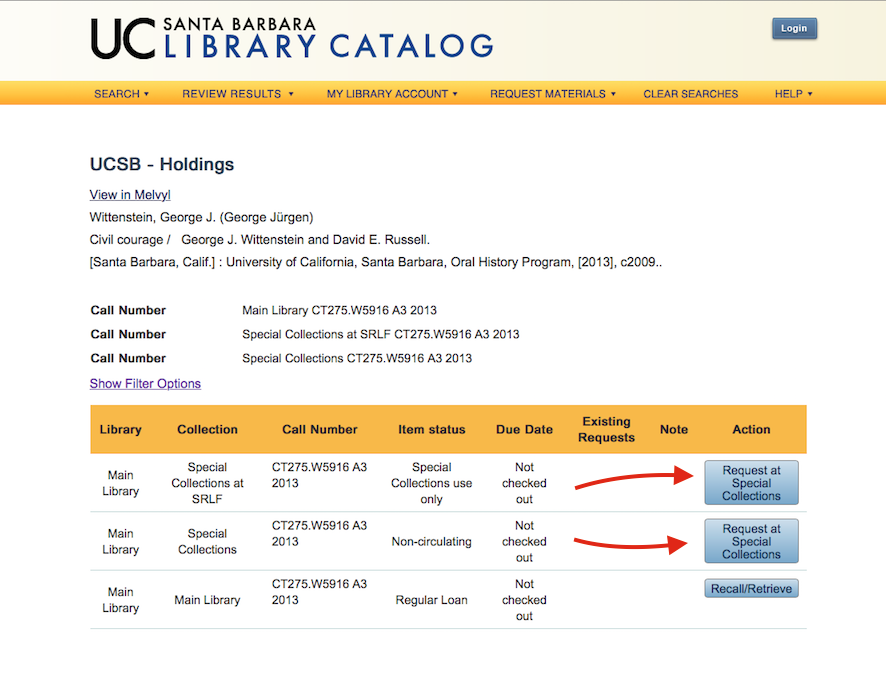 UC SANTA BARBARA
LIBRARY CATALOG
Login
SEARCH ▾ REVIEW RESULTS ▾ MY LIBRARY ACCOUNT ▾ REQUEST MATERIALS ▾ CLEAR SEARCHES HELP ▾
UCSB - Holdings
View in Melvyl
Wittenstein, George J. (George Jürgen)
Civil courage / George J. Wittenstein and David E. Russell.
[Santa Barbara, Calif.] : University of California, Santa Barbara, Oral History Program, [2013], c2009..
Call Number Main Library CT275.W5916 A3 2013
Call Number Special Collections at SRLF CT275.W5916 A3 2013
Call Number Special Collections CT275.W5916 A3 2013
Show Filter Options
Library Collection Call Number Item status Due Date Existing Requests Note Action
Main Library Special Collections at SRLF CT275.W5916 A3 2013 Special Collections use only Not checked out Request at Special Collections
Main Library Special Collections CT275.W5916 A3 2013 Non-circulating Not checked out Request at Special Collections
Main Library Main Library CT275.W5916 A3 2013 Regular Loan Not checked out Recall/Retrieve